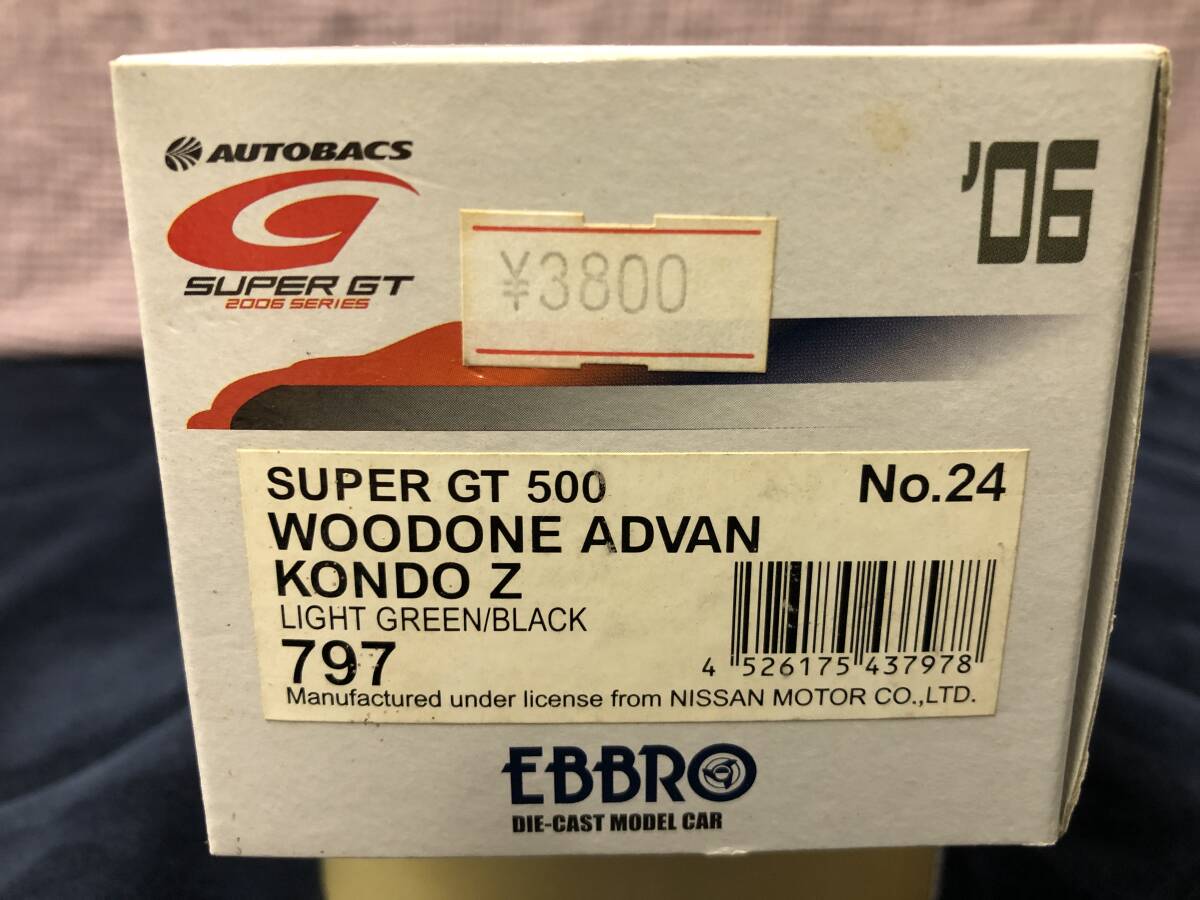 AUTOBACS
SUPER GT
2006 SERIES
¥3800
'06
SUPER GT 500
No.24
WOODONE ADVAN
KONDO Z
LIGHT GREEN/BLACK
797
4 526175 437978
Manufactured under license from NISSAN MOTOR CO.,LTD.
EBBRO
DIE-CAST MODEL CAR